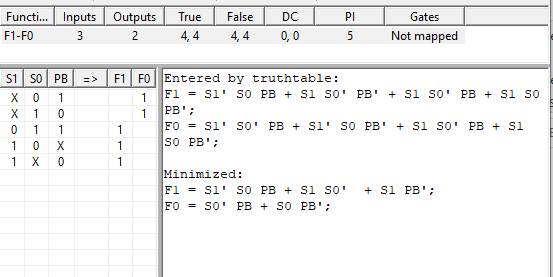 Functi... Inputs Outputs True False DC PI Gates
F1-F0 3 2 4, 4 4, 4 0, 0 5 Not mapped
S1 S0 PB => F1 F0
X 0 1 1
X 1 0 1
0 1 1 1
1 0 X 1
1 X 0 1
Entered by truthtable:
F1 = S1' S0 PB + S1 S0' PB' + S1 S0' PB + S1 S0
PB';
F0 = S1' S0' PB + S1' S0 PB' + S1 S0' PB + S1
S0 PB';
Minimized:
F1 = S1' S0 PB + S1 S0' + S1 PB';
F0 = S0' PB + S0 PB';